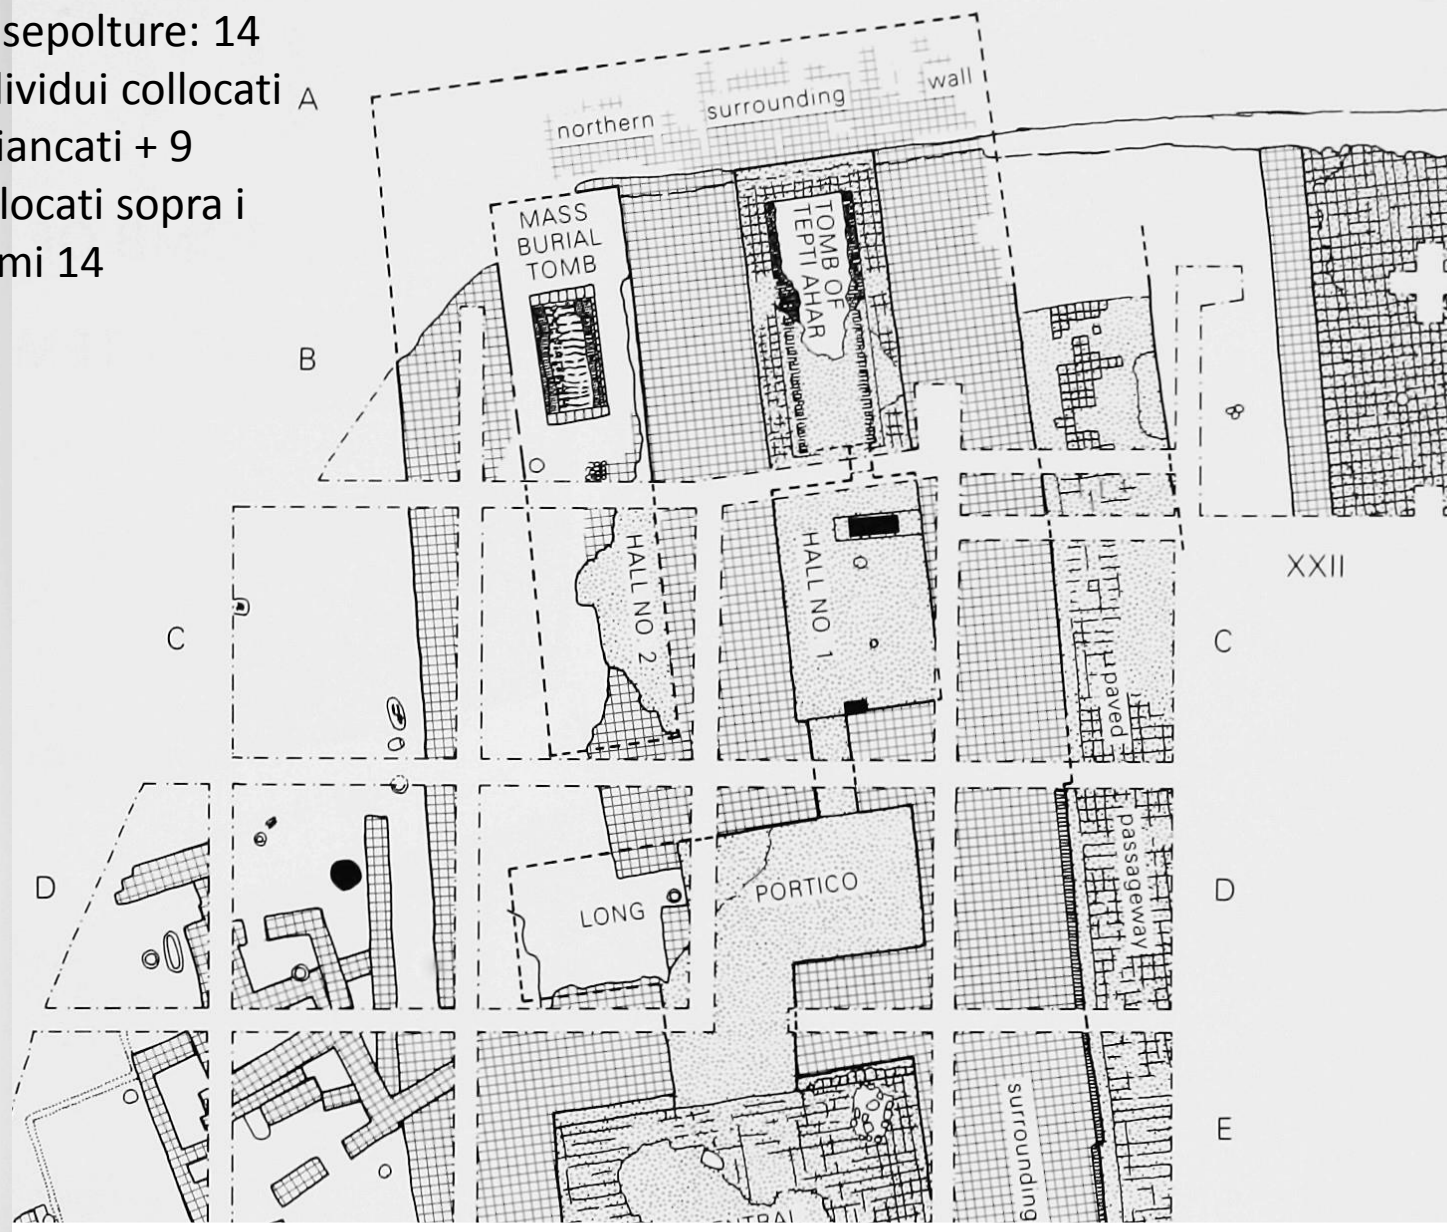 sepolture: 14
dividui collocati
iancati + 9
locati sopra i
mi 14
A
northern surrounding wall
MASS
BURIAL
TOMB
TOMB OF
TEPTI AHAR
B
HALL NO 2
HALL NO 1
XXII
C
C
paved
passageway
D
LONG
PORTICO
D
surrounding
E